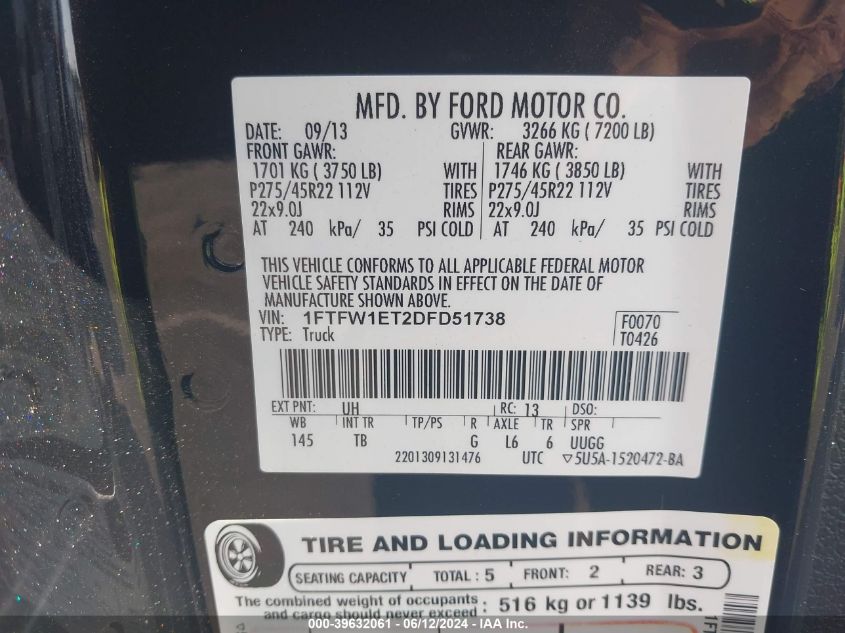 MFD. BY FORD MOTOR CO.
DATE: 09/13 GVWR: 3266 KG ( 7200 LB)
FRONT GAWR: REAR GAWR:
1701 KG ( 3750 LB) WITH 1746 KG ( 3850 LB) WITH
P275/45R22 112V TIRES P275/45R22 112V TIRES
22x9.0J RIMS 22x9.0J RIMS
AT 240 kPa/ 35 PSI COLD AT 240 kPa/ 35 PSI COLD
THIS VEHICLE CONFORMS TO ALL APPLICABLE FEDERAL MOTOR
VEHICLE SAFETY STANDARDS IN EFFECT ON THE DATE OF
MANUFACTURE SHOWN ABOVE.
VIN: 1FTFW1ET2DFD51738 F0070
TYPE: Truck T0426
EXT PNT: UH RC: 13 DSO:
WB INT TR TP/PS R AXLE TR SPR
145 TB G L6 6 UUGG
2201309131476 UTC ▽5U5A-1520472-BA
TIRE AND LOADING INFORMATION
SEATING CAPACITY TOTAL : 5 FRONT: 2 REAR: 3
The combined weight of occupants
and cargo should never exceed : 516 kg or 1139 lbs.
000-39632061 - 06/12/2024 - IAA Inc.